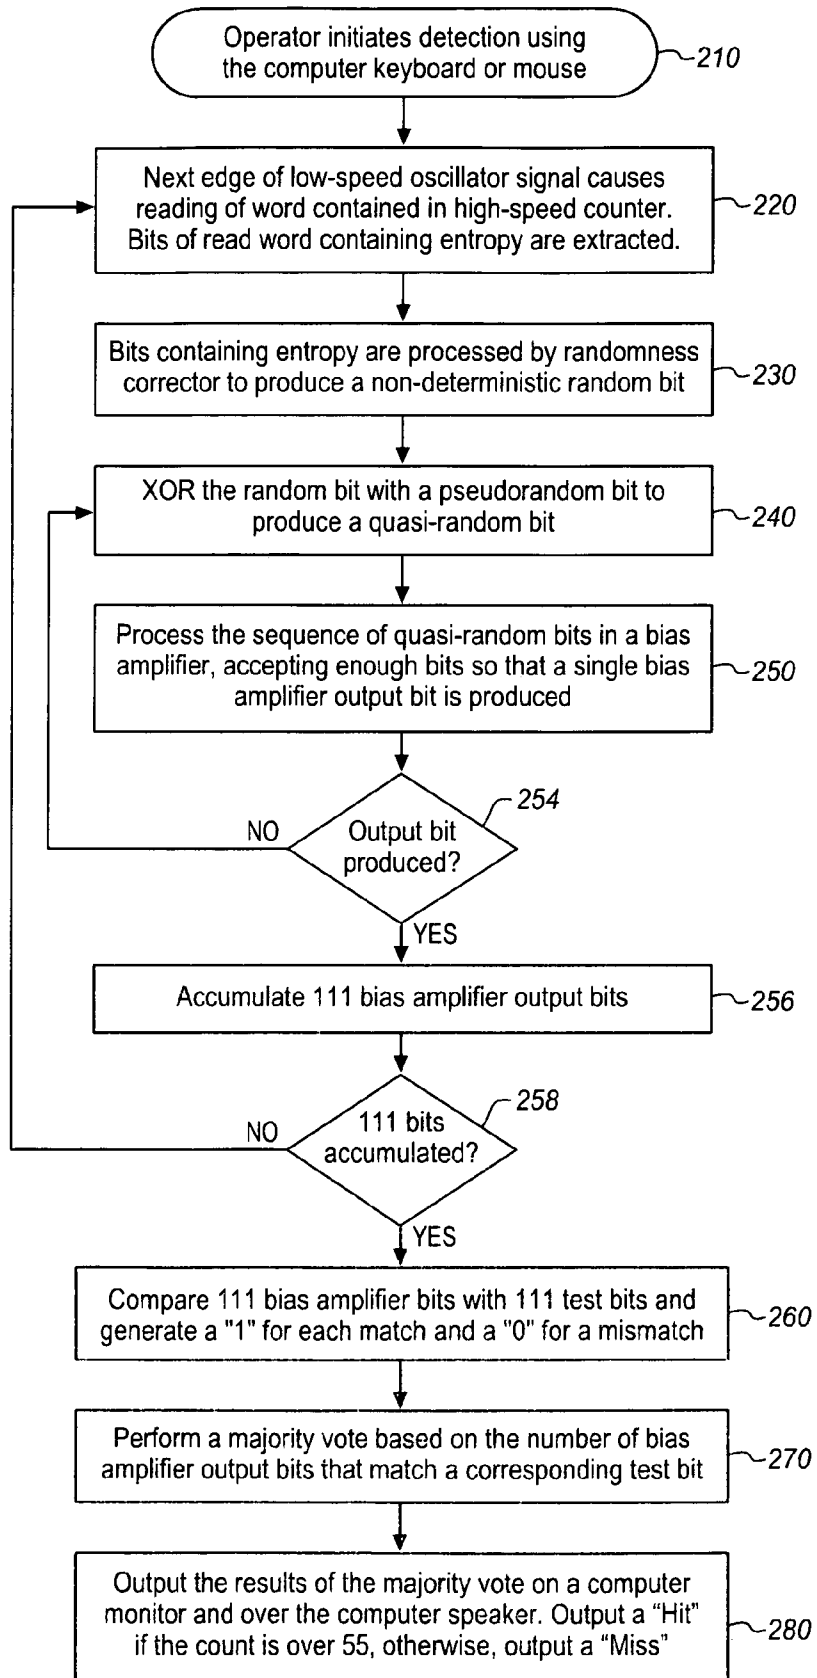 Operator initiates detection using
the computer keyboard or mouse
210
Next edge of low-speed oscillator signal causes
reading of word contained in high-speed counter.
Bits of read word containing entropy are extracted.
220
Bits containing entropy are processed by randomness
corrector to produce a non-deterministic random bit
230
XOR the random bit with a pseudorandom bit to
produce a quasi-random bit
240
Process the sequence of quasi-random bits in a bias
amplifier, accepting enough bits so that a single bias
amplifier output bit is produced
250
254
NO
Output bit
produced?
YES
Accumulate 111 bias amplifier output bits
256
258
NO
111 bits
accumulated?
YES
Compare 111 bias amplifier bits with 111 test bits and
generate a "1" for each match and a "0" for a mismatch
260
Perform a majority vote based on the number of bias
amplifier output bits that match a corresponding test bit
270
Output the results of the majority vote on a computer
monitor and over the computer speaker. Output a “Hit”
if the count is over 55, otherwise, output a “Miss”
280